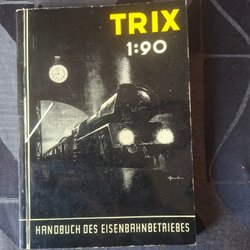 TRIX
1:90
HANDBUCH DES EISENBAHNBETRIEBES